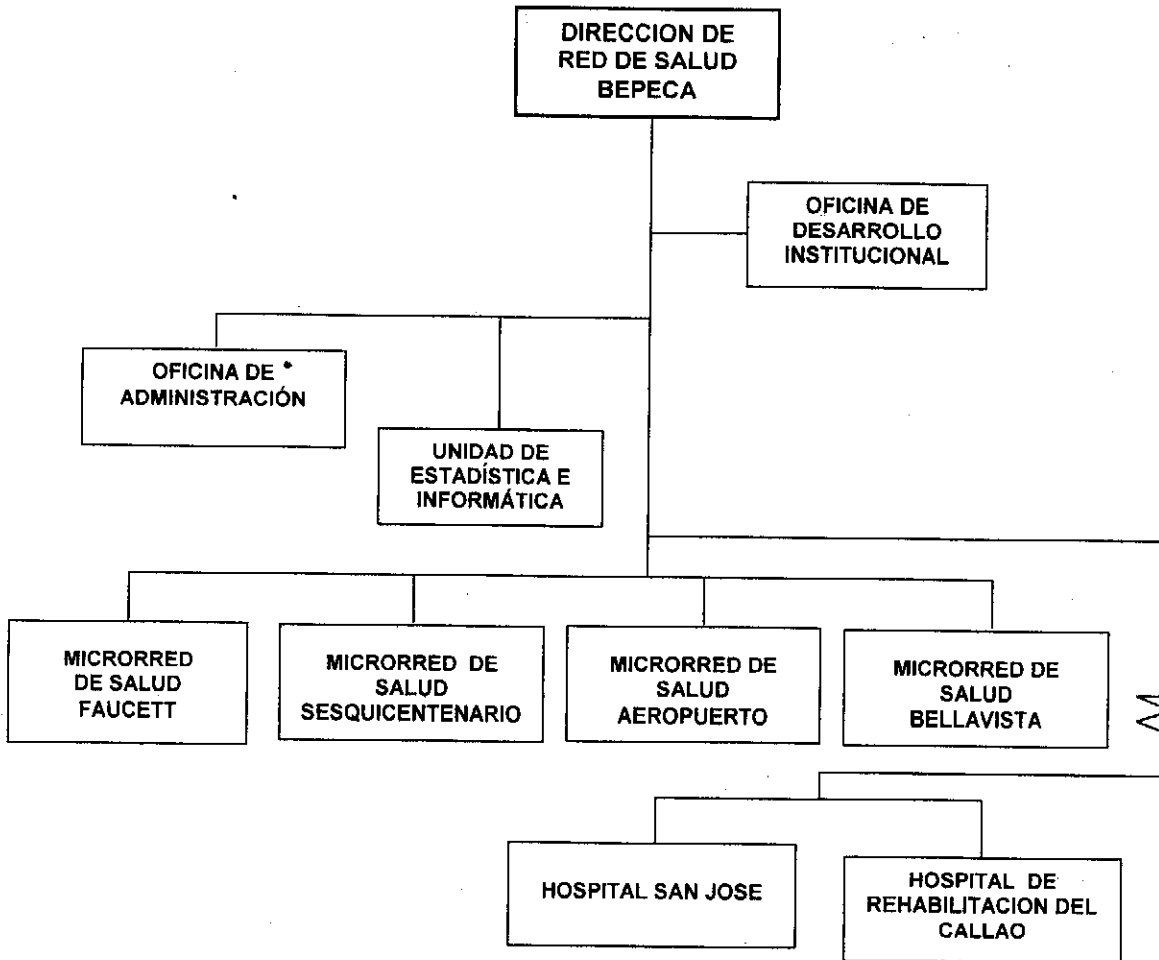 DIRECCION DE
RED DE SALUD
BEPECA
OFICINA DE
DESARROLLO
INSTITUCIONAL
OFICINA DE
ADMINISTRACIÓN
UNIDAD DE
ESTADÍSTICA E
INFORMÁTICA
MICRORRED
DE SALUD
FAUCETT
MICRORRED DE
SALUD
SESQUICENTENARIO
MICRORRED DE
SALUD
AEROPUERTO
MICRORRED DE
SALUD
BELLAVISTA
HOSPITAL SAN JOSE
HOSPITAL DE
REHABILITACION DEL
CALLAO